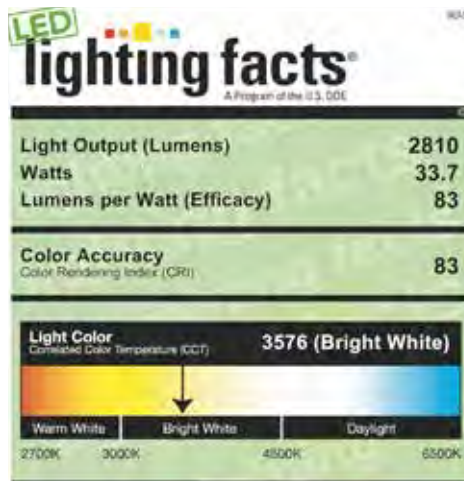 LED
lighting facts®
A Program of the U.S. DOE
Light Output (Lumens) 2810
Watts 33.7
Lumens per Watt (Efficacy) 83
Color Accuracy 83
Color Rendering Index (CRI)
Light Color 3576 (Bright White)
Correlated Color Temperature (CCT)
Warm White Bright White Daylight
2700K 3000K 4500K 6500K